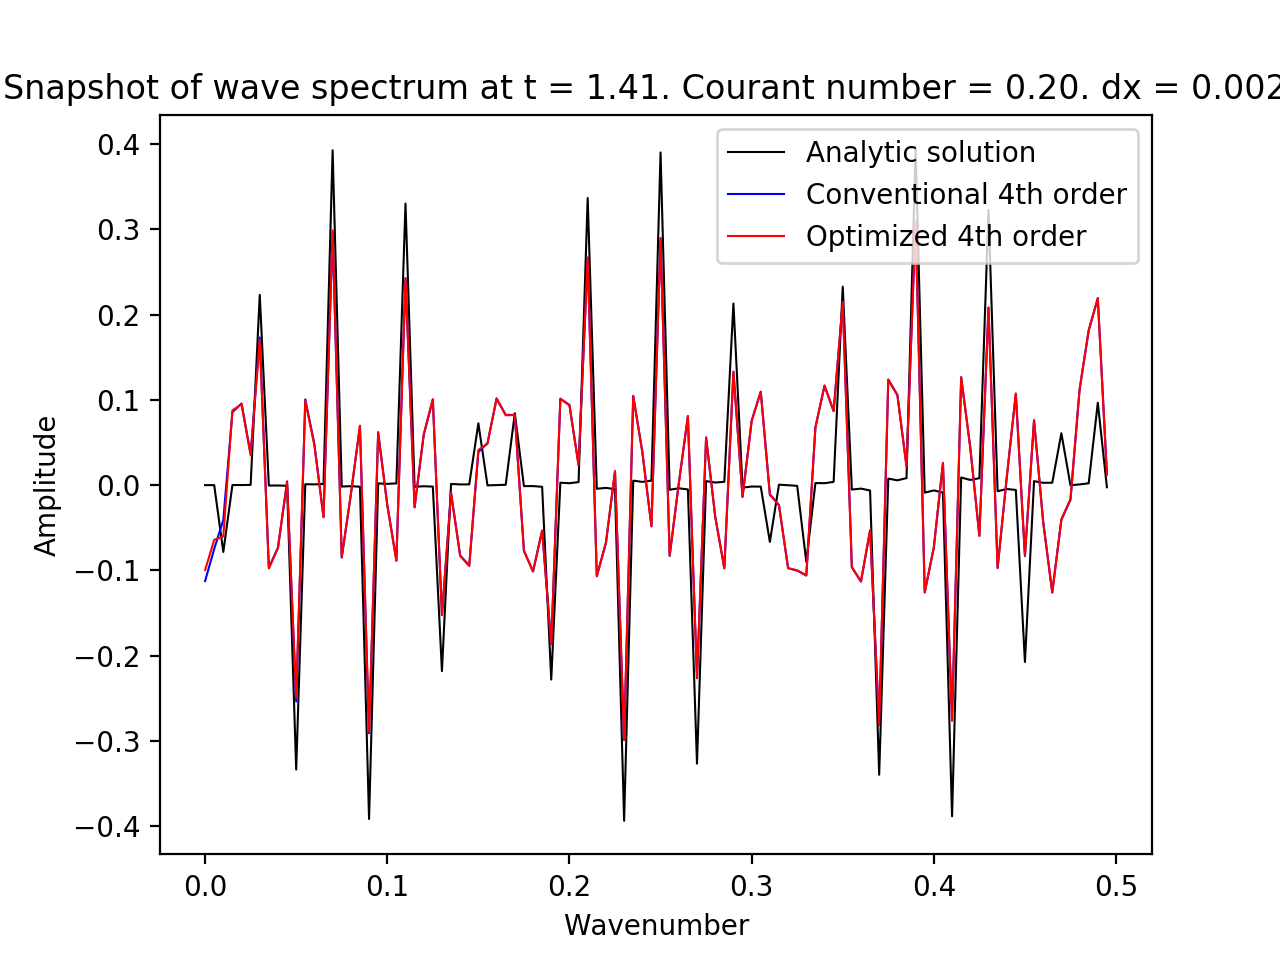 Snapshot of wave spectrum at t = 1.41. Courant number = 0.20. dx = 0.002
Analytic solution
Conventional 4th order
Optimized 4th order
0.4
0.3
0.2
0.1
0.0
−0.1
−0.2
−0.3
−0.4
Amplitude
0.0 0.1 0.2 0.3 0.4 0.5
Wavenumber